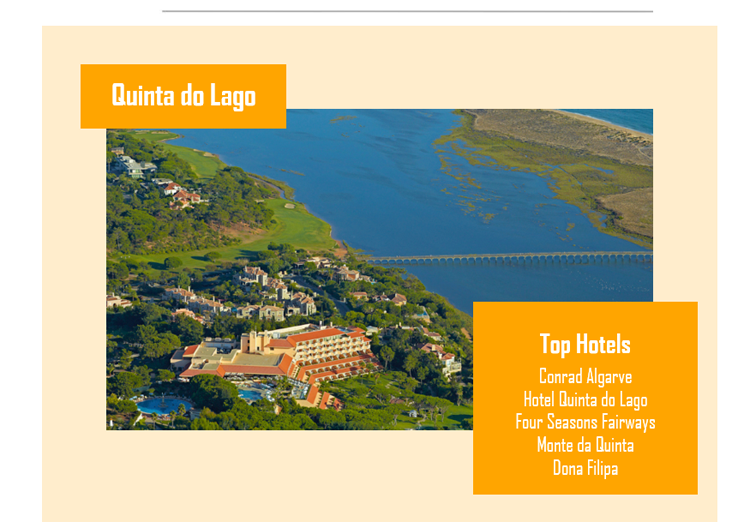 Quinta do Lago
Top Hotels
Conrad Algarve
Hotel Quinta do Lago
Four Seasons Fairways
Monte da Quinta
Dona Filipa